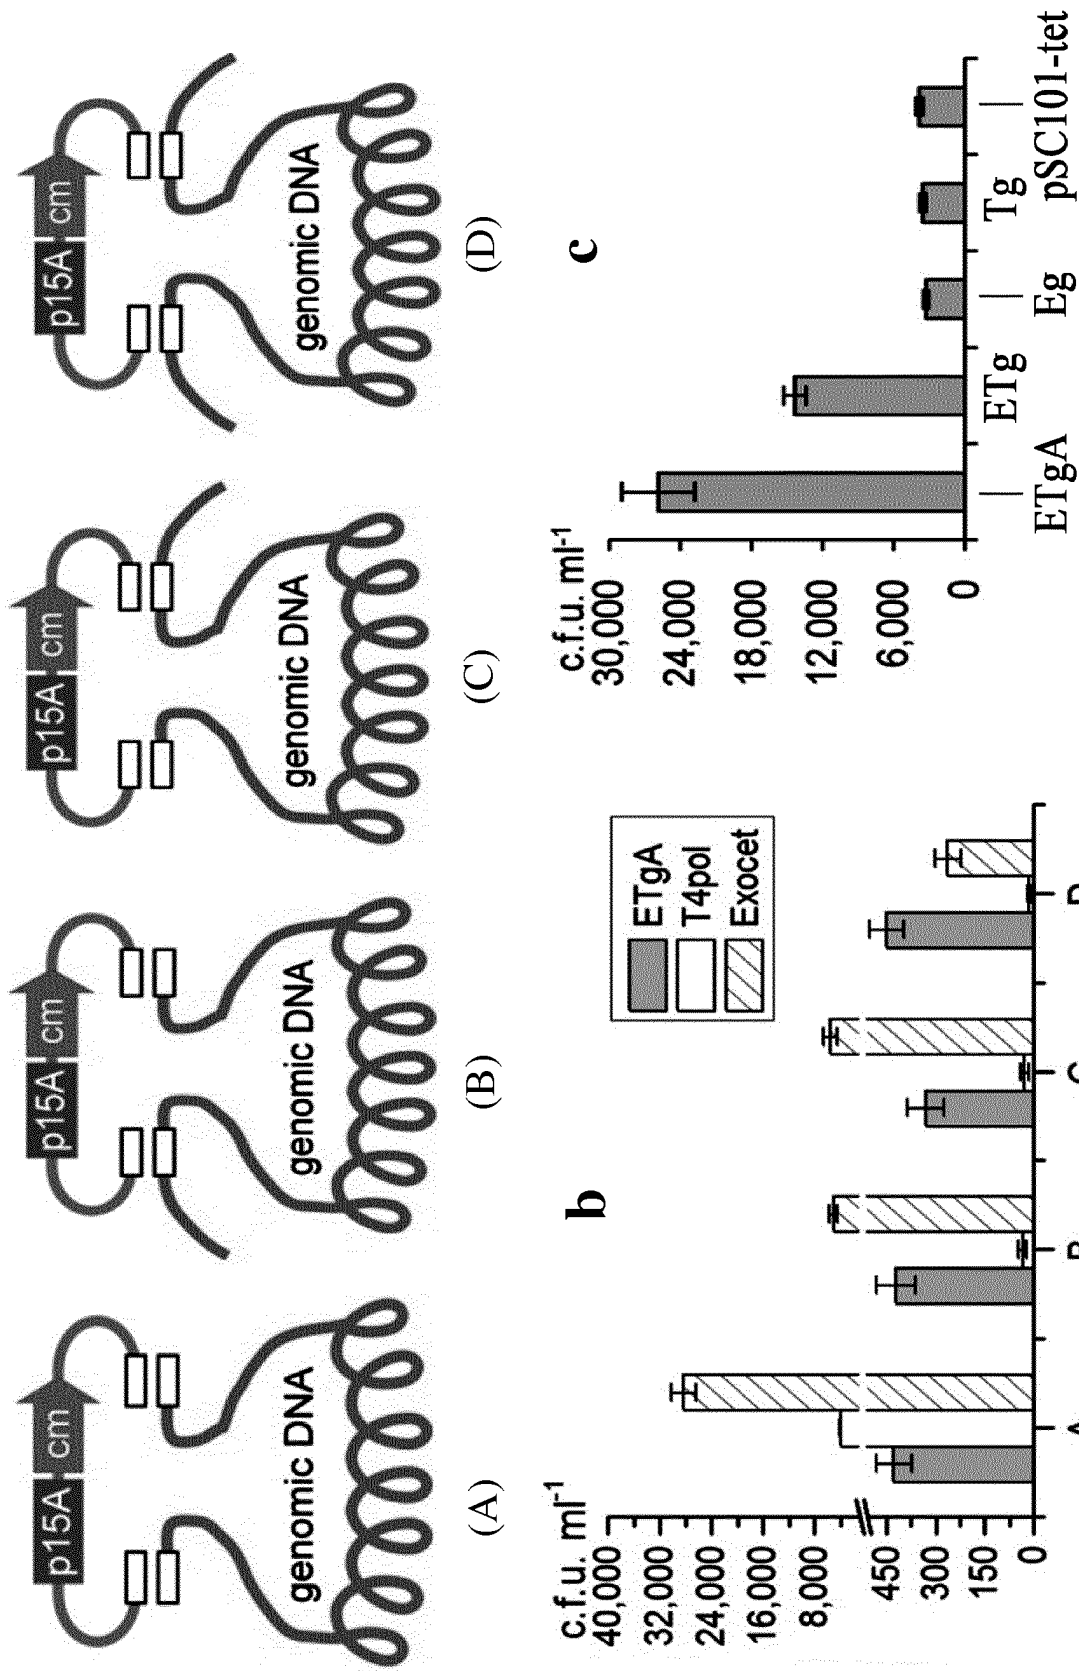 p15A cm
genomic DNA
(A)
p15A cm
genomic DNA
(B)
p15A cm
genomic DNA
(C)
p15A cm
genomic DNA
(D)
b
c.f.u. ml-1
40,000
32,000
24,000
16,000
8,000
450
300
150
0
ETgA
T4pol
Exocet
A
B
C
D
c
c.f.u. ml-1
30,000
24,000
18,000
12,000
6,000
0
ETgA
ETg
Eg
Tg
pSC101-tet